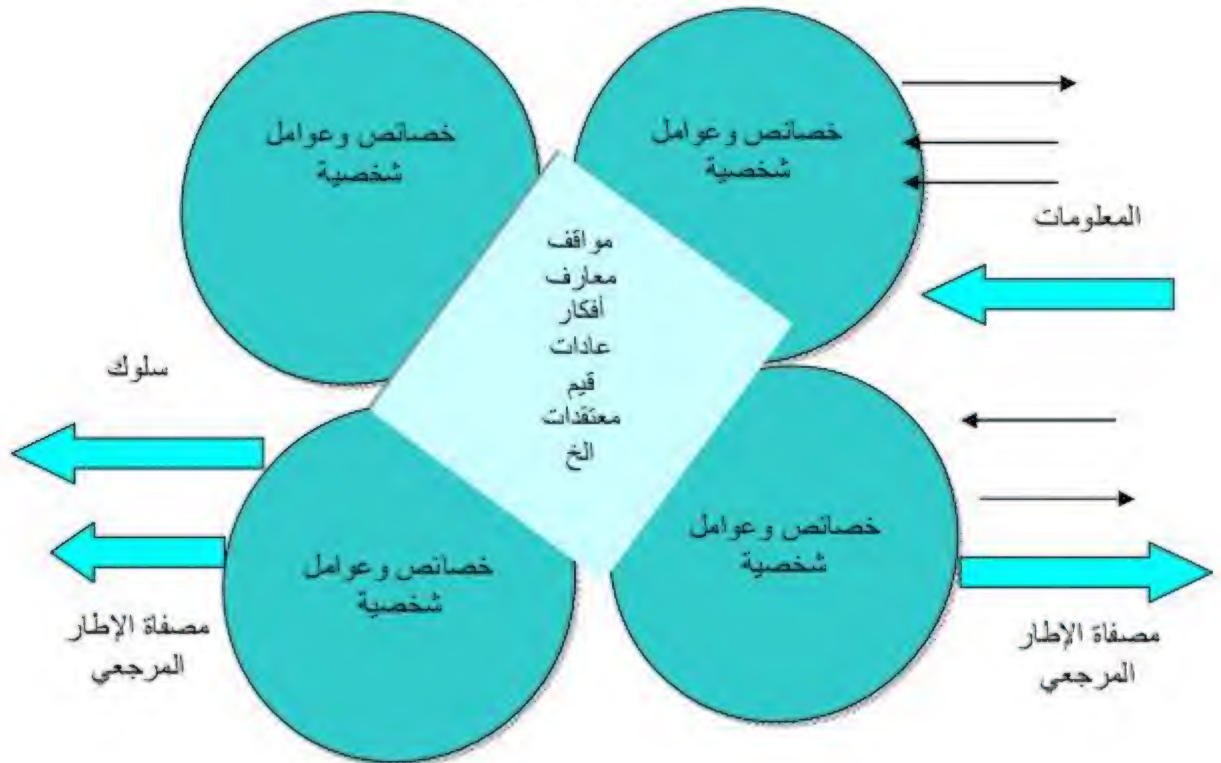 خصائص وعوامل
شخصية
خصائص وعوامل
شخصية
المعلومات
مواقف
معارف
أفكار
عادات
قيم
معتقدات
الخ
سلوك
خصائص وعوامل
شخصية
خصائص وعوامل
شخصية
مصفاة الإطار
المرجعي
مصفاة الإطار
المرجعي